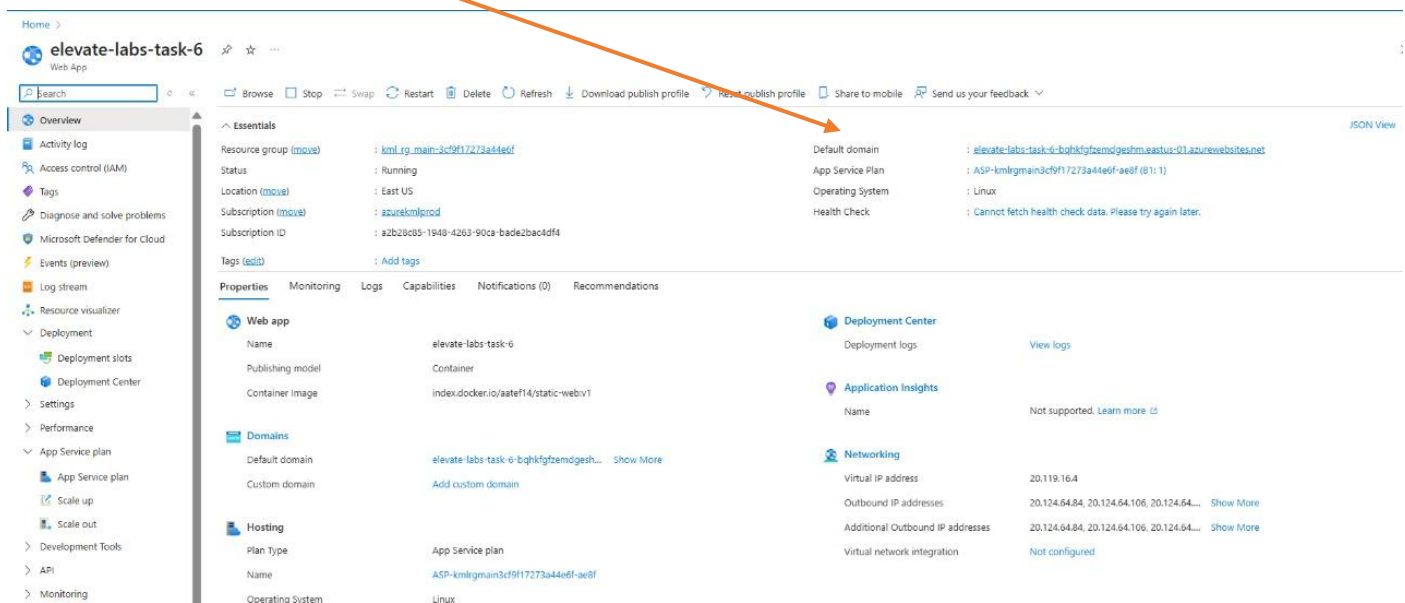 Home >
elevate-labs-task-6
Web App
Search
Browse Stop Swap Restart Delete Refresh Download publish profile Reset publish profile Share to mobile Send us your feedback
Overview
Activity log
Access control (IAM)
Tags
Diagnose and solve problems
Microsoft Defender for Cloud
Events (preview)
Log stream
Resource visualizer
Deployment
Deployment slots
Deployment Center
Settings
Performance
App Service plan
App Service plan
Scale up
Scale out
Development Tools
API
Monitoring
Essentials
JSON View
Resource group (move) : kml_rg_main-3cf9f17273a44e6f
Status : Running
Location (move) : East US
Subscription (move) : azurekmlprod
Subscription ID : a2b28c85-1948-4263-90ca-bade2bac4df4
Tags (edit) : Add tags
Default domain : elevate-labs-task-6-bqhkfgfzemdgeshm.eastus-01.azurewebsites.net
App Service Plan : ASP-kmlrgmain3cf9f17273a44e6f-ae8f (B1: 1)
Operating System : Linux
Health Check : Cannot fetch health check data. Please try again later.
Properties Monitoring Logs Capabilities Notifications (0) Recommendations
Web app
Name elevate-labs-task-6
Publishing model Container
Container Image index.docker.io/aatef14/static-web:v1
Domains
Default domain elevate-labs-task-6-bqhkfgfzemdgesh... Show More
Custom domain Add custom domain
Hosting
Plan Type App Service plan
Name ASP-kmlrgmain3cf9f17273a44e6f-ae8f
Operating System Linux
Deployment Center
Deployment logs View logs
Application Insights
Name Not supported. Learn more
Networking
Virtual IP address 20.119.16.4
Outbound IP addresses 20.124.64.84, 20.124.64.106, 20.124.64.... Show More
Additional Outbound IP addresses 20.124.64.84, 20.124.64.106, 20.124.64.... Show More
Virtual network integration Not configured